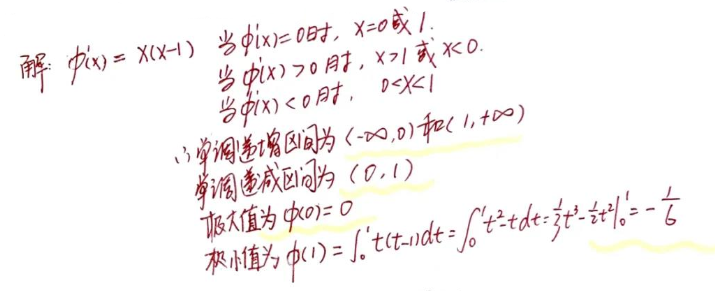 解: φ'(x) = x(x-1) 当φ'(x)=0时, x=0或1.
当φ'(x)>0时, x>1或x<0.
当φ'(x)<0时, 0<x<1
∴单调递增区间为(-∞,0)和(1,+∞)
单调递减区间为(0,1)
极大值为φ(0)=0
极小值为φ(1)=∫₀¹t(t-1)dt=∫₀¹t²-tdt=⅓t³-½t²|₀¹=-1/6